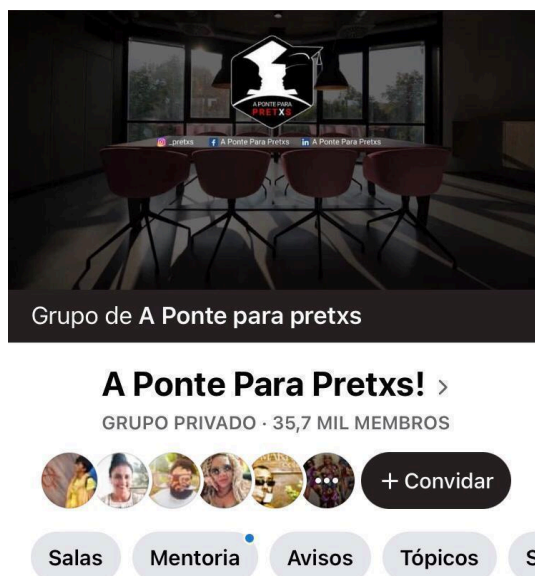 A PONTE PARA
PRETXS
_pretxs f A Ponte Para Pretxs in A Ponte Para Pretxs
Grupo de A Ponte para pretxs
A Ponte Para Pretxs! >
GRUPO PRIVADO · 35,7 MIL MEMBROS
+ Convidar
Salas Mentoria Avisos Tópicos S